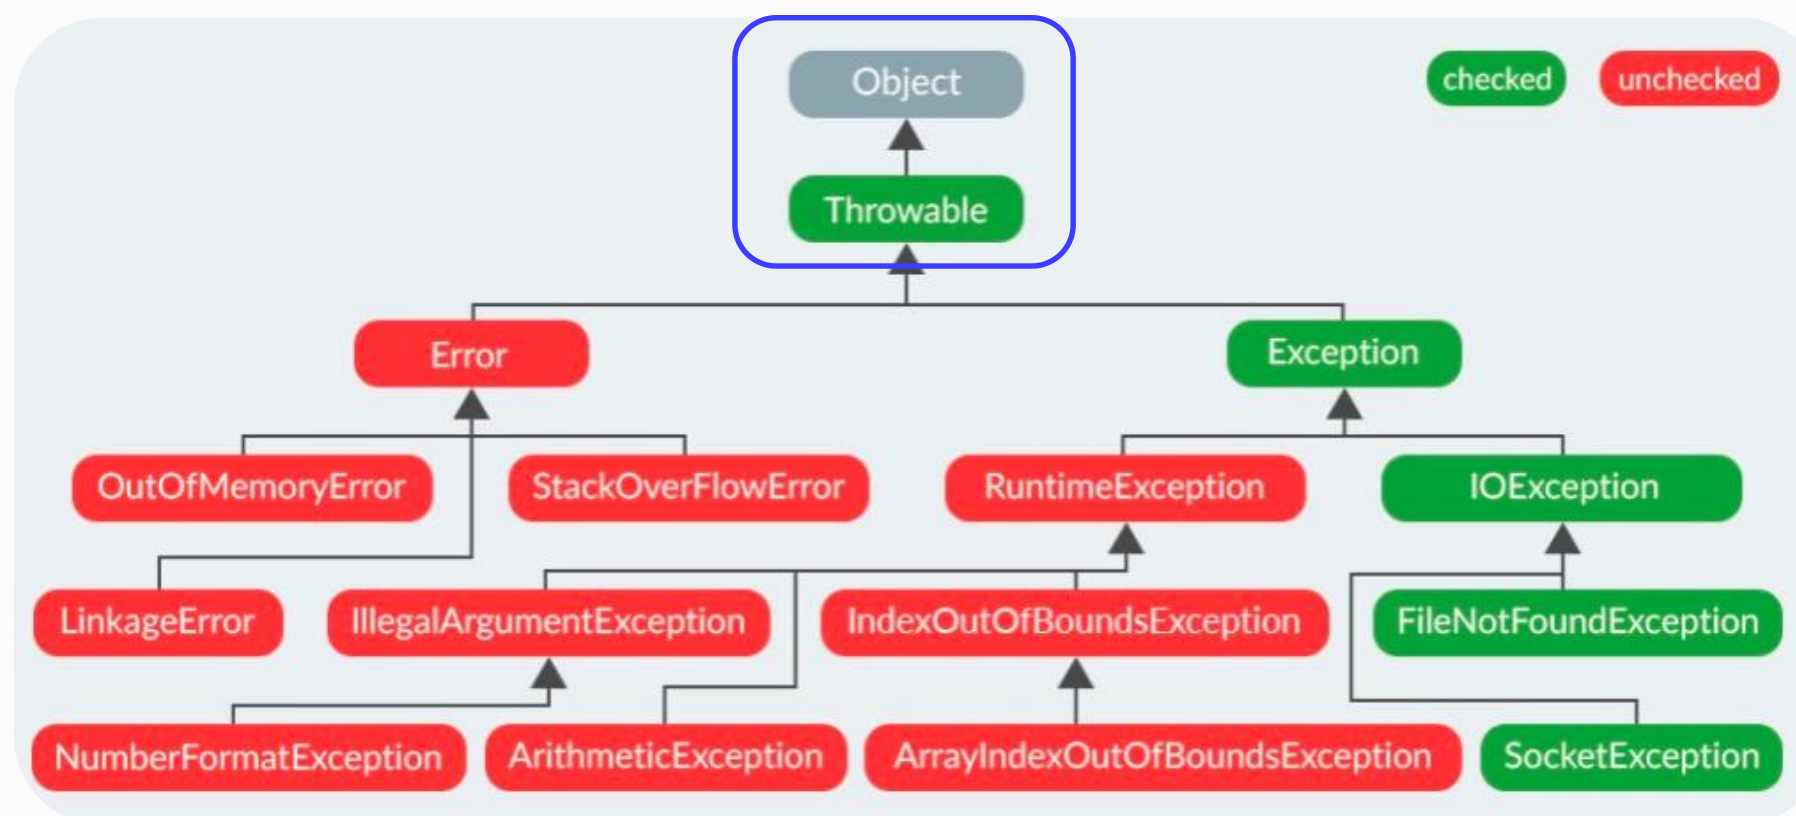 Object
checked
unchecked
Throwable
Error
Exception
OutOfMemoryError
StackOverFlowError
RuntimeException
IOException
LinkageError
IllegalArgumentException
IndexOutOfBoundsException
FileNotFoundException
NumberFormatException
ArithmeticException
ArrayIndexOutOfBoundsException
SocketException